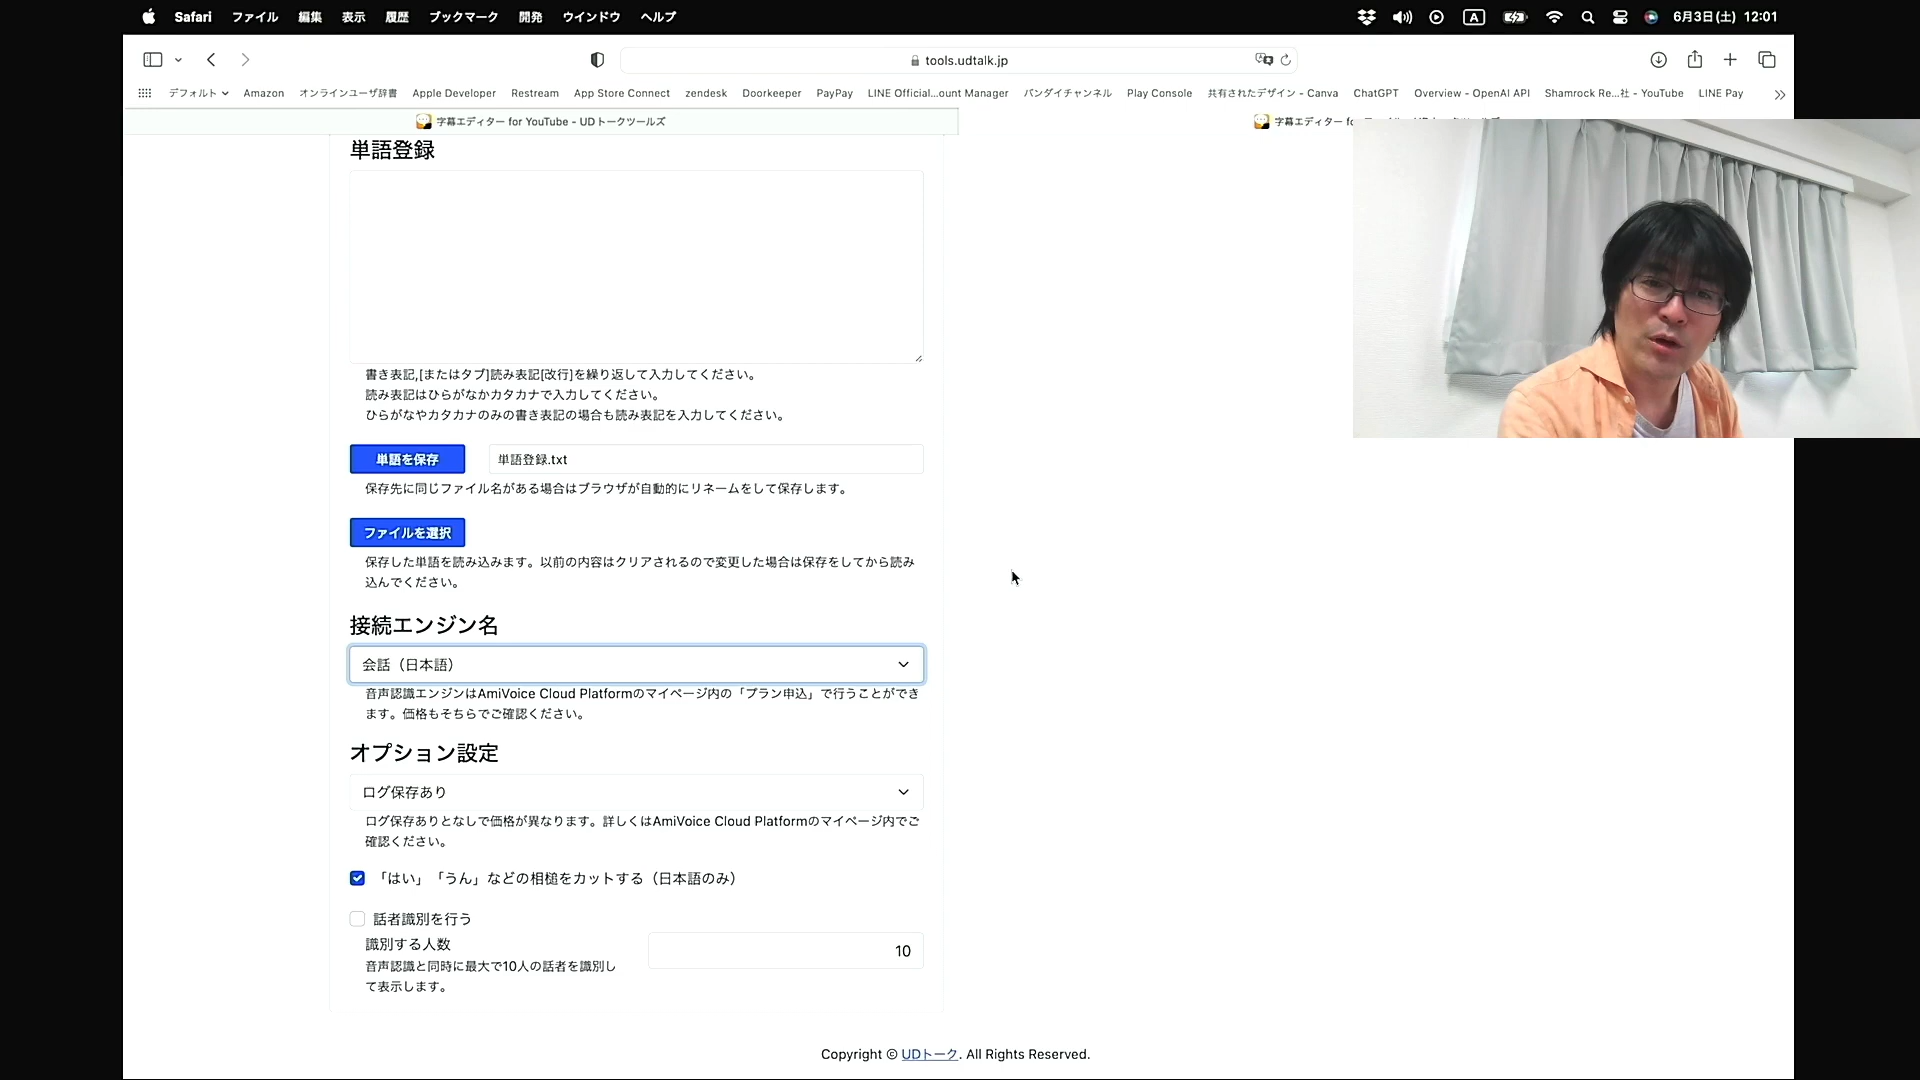 Safari ファイル 編集 表示 履歴 ブックマーク 開発 ウインドウ ヘルプ
A 6月3日(土) 12:01
tools.udtalk.jp
デフォルト Amazon オンラインユーザ辞書 Apple Developer Restream App Store Connect zendesk Doorkeeper PayPay LINE Official...ount Manager バンダイチャンネル Play Console 共有されたデザイン - Canva ChatGPT Overview - OpenAI API Shamrock Re...社 - YouTube LINE Pay
字幕エディター for YouTube - UDトークツールズ
字幕エディター
単語登録
書き表記,[またはタブ]読み表記[改行]を繰り返して入力してください。
読み表記はひらがなかカタカナで入力してください。
ひらがなやカタカナのみの書き表記の場合も読み表記を入力してください。
単語を保存 単語登録.txt
保存先に同じファイル名がある場合はブラウザが自動的にリネームをして保存します。
ファイルを選択
保存した単語を読み込みます。以前の内容はクリアされるので変更した場合は保存をしてから読み
込んでください。
接続エンジン名
会話（日本語）
音声認識エンジンはAmiVoice Cloud Platformのマイページ内の「プラン申込」で行うことができ
ます。価格もそちらでご確認ください。
オプション設定
ログ保存あり
ログ保存ありとなしで価格が異なります。詳しくはAmiVoice Cloud Platformのマイページ内でご
確認ください。
「はい」「うん」などの相槌をカットする（日本語のみ）
話者識別を行う
識別する人数
10
音声認識と同時に最大で10人の話者を識別し
て表示します。
Copyright © UDトーク. All Rights Reserved.